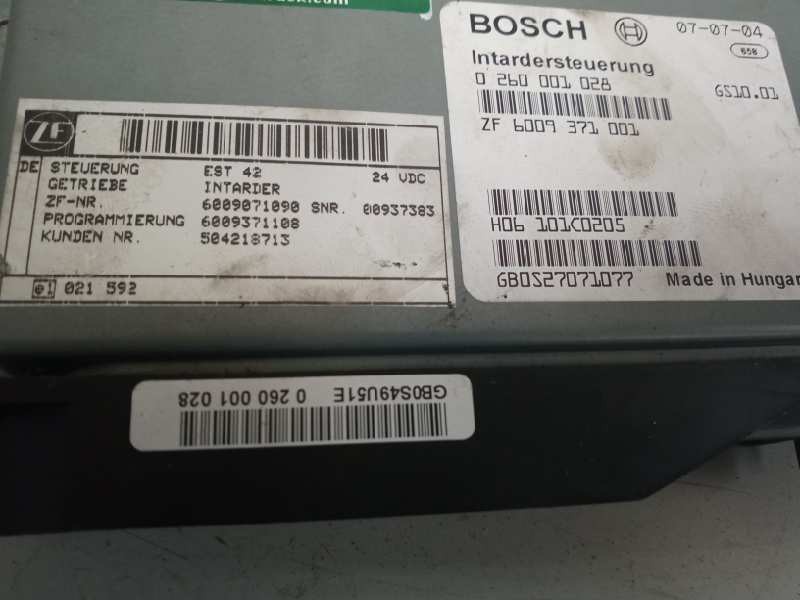 ZF
DE STEUERUNG EST 42 24 VDC
GETRIEBE INTARDER
ZF-NR. 6009071090 SNR. 00937383
PROGRAMMIERUNG 6009371108
KUNDEN NR. 504218713
e1 021 592
BOSCH 07-07-04
658
Intardersteuerung
0 260 001 028 GS10.01
ZF 6009 371 001
H06 101C0205
GB0S27071077 Made in Hungar
GB0S49U51E 0 260 001 028